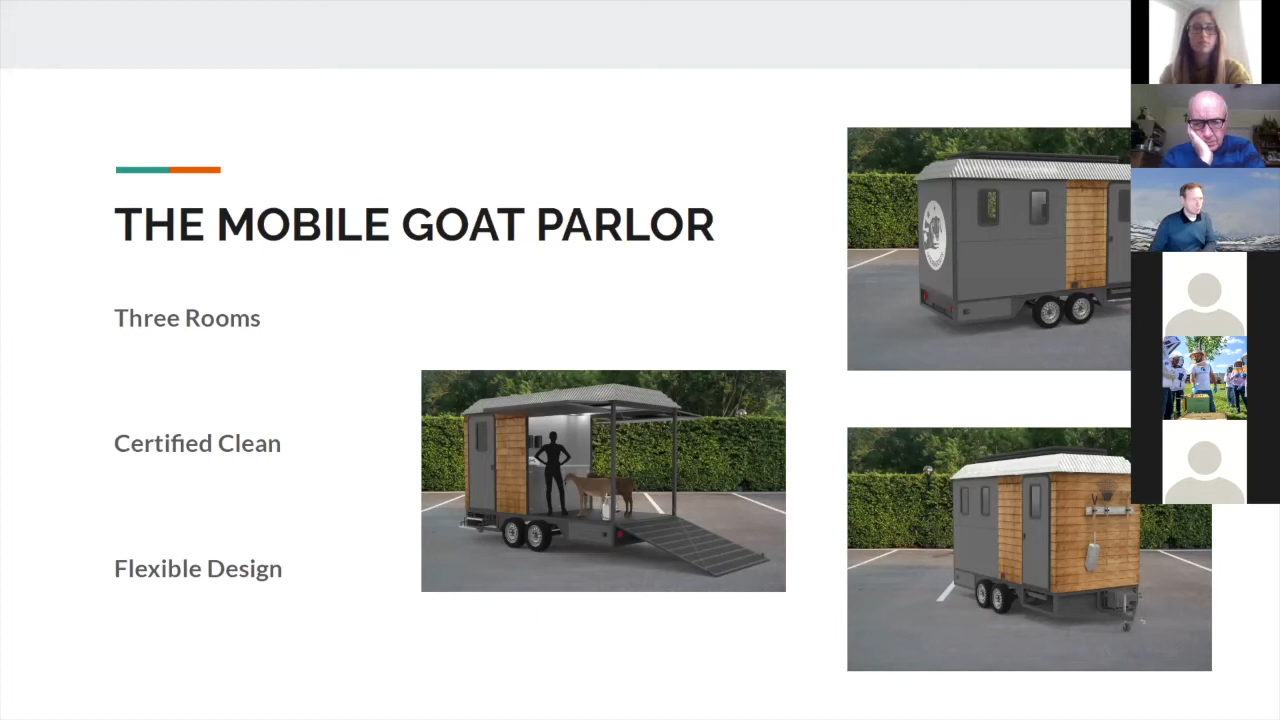 THE MOBILE GOAT PARLOR
Three Rooms
Certified Clean
Flexible Design